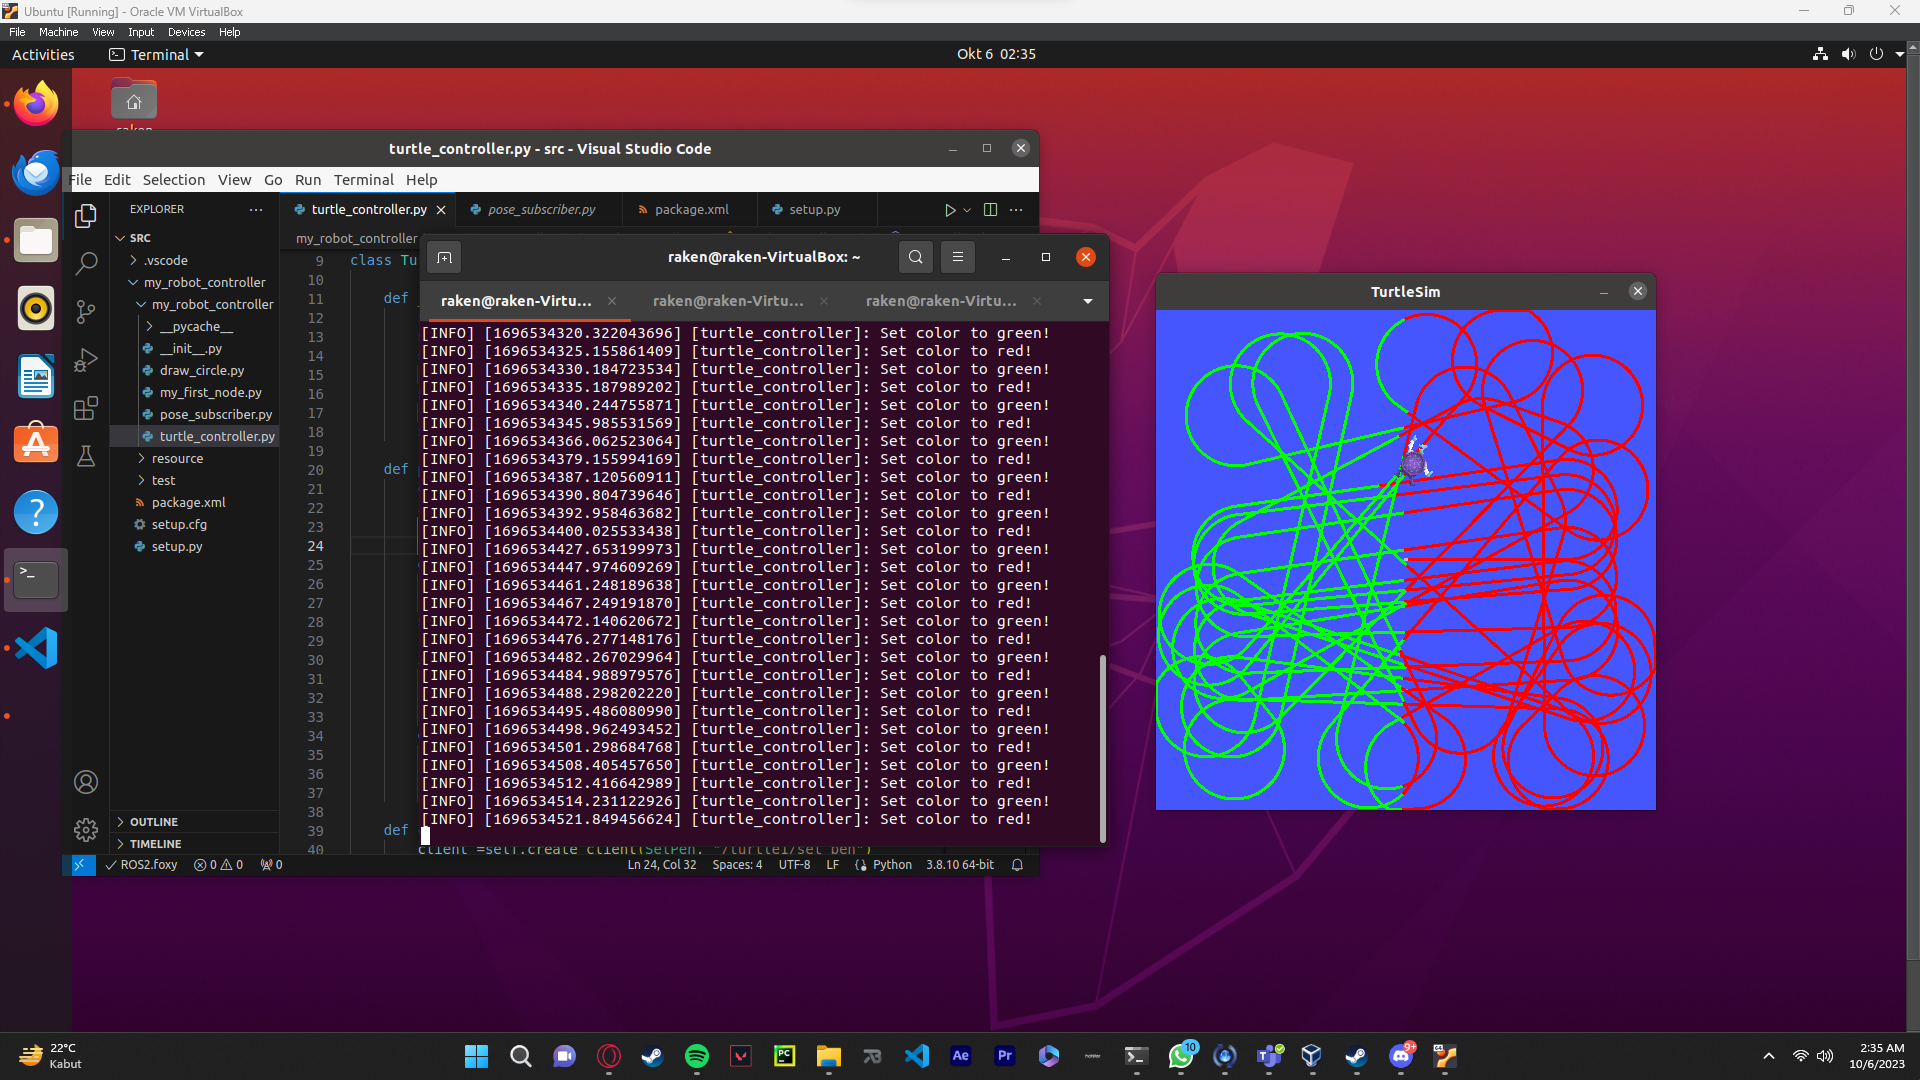 Ubuntu [Running] - Oracle VM VirtualBox
File Machine View Input Devices Help
Activities Terminal Okt 6 02:35
raken
turtle_controller.py - src - Visual Studio Code
File Edit Selection View Go Run Terminal Help
EXPLORER
turtle_controller.py pose_subscriber.py package.xml setup.py
SRC
my_robot_controller
.vscode
my_robot_controller
my_robot_controller
__pycache__
__init__.py
draw_circle.py
my_first_node.py
pose_subscriber.py
turtle_controller.py
resource
test
package.xml
setup.cfg
setup.py
OUTLINE
TIMELINE
9 class Tu
10
11 def
12
13
14
15
16
17
18
19
20 def
21
22
23
24
25
26
27
28
29
30
31
32
33
34
35
36
37
38
39 def
40 client =self.create_client(SetPen, "/turtle1/set_pen")
raken@raken-VirtualBox: ~
raken@raken-Virtu... raken@raken-Virtu... raken@raken-Virtu...
[INFO] [1696534320.322043696] [turtle_controller]: Set color to green!
[INFO] [1696534325.155861409] [turtle_controller]: Set color to red!
[INFO] [1696534330.184723534] [turtle_controller]: Set color to green!
[INFO] [1696534335.187989202] [turtle_controller]: Set color to red!
[INFO] [1696534340.244755871] [turtle_controller]: Set color to green!
[INFO] [1696534345.985531569] [turtle_controller]: Set color to red!
[INFO] [1696534366.062523064] [turtle_controller]: Set color to green!
[INFO] [1696534379.155994169] [turtle_controller]: Set color to red!
[INFO] [1696534387.120560911] [turtle_controller]: Set color to green!
[INFO] [1696534390.804739646] [turtle_controller]: Set color to red!
[INFO] [1696534392.958463682] [turtle_controller]: Set color to green!
[INFO] [1696534400.025533438] [turtle_controller]: Set color to red!
[INFO] [1696534427.653199973] [turtle_controller]: Set color to green!
[INFO] [1696534447.974609269] [turtle_controller]: Set color to red!
[INFO] [1696534461.248189638] [turtle_controller]: Set color to green!
[INFO] [1696534467.249191870] [turtle_controller]: Set color to red!
[INFO] [1696534472.140620672] [turtle_controller]: Set color to green!
[INFO] [1696534476.277148176] [turtle_controller]: Set color to red!
[INFO] [1696534482.267029964] [turtle_controller]: Set color to green!
[INFO] [1696534484.988979576] [turtle_controller]: Set color to red!
[INFO] [1696534488.298202220] [turtle_controller]: Set color to green!
[INFO] [1696534495.486080990] [turtle_controller]: Set color to red!
[INFO] [1696534498.962493452] [turtle_controller]: Set color to green!
[INFO] [1696534501.298684768] [turtle_controller]: Set color to red!
[INFO] [1696534508.405457650] [turtle_controller]: Set color to green!
[INFO] [1696534512.416642989] [turtle_controller]: Set color to red!
[INFO] [1696534514.231122926] [turtle_controller]: Set color to green!
[INFO] [1696534521.849456624] [turtle_controller]: Set color to red!
ROS2.foxy 0 0 0 Ln 24, Col 32 Spaces: 4 UTF-8 LF Python 3.8.10 64-bit
TurtleSim
22°C
Kabut
PC
Ae
Pr
10
9+
64
2:35 AM
10/6/2023